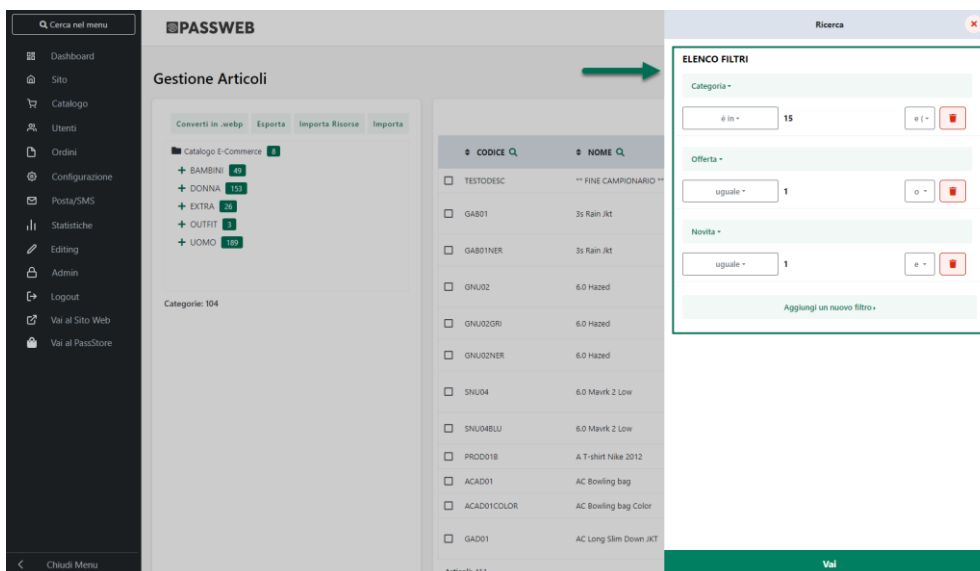 Cerca nel menu
Dashboard
Sito
Catalogo
Utenti
Ordini
Configurazione
Posta/SMS
Statistiche
Editing
Admin
Logout
Vai al Sito Web
Vai al PassStore
Chiudi Menu
PASSWEB
Gestione Articoli
Converti in .webp Esporta Importa Risorse Importa
Catalogo E-Commerce 8
BAMBINI 49
DONNA 153
EXTRA 26
OUTFIT 3
UOMO 189
Categorie: 104
CODICE NOME
TESTODESC ** FINE CAMPIONARIO **
GAB01 3s Rain Jkt
GAB01NER 3s Rain Jkt
GNU02 6.0 Hazed
GNU02GRI 6.0 Hazed
GNU02NER 6.0 Hazed
SNU04 6.0 Mavrk 2 Low
SNU04BLU 6.0 Mavrk 2 Low
PROD01B A T-shirt Nike 2012
ACAD01 AC Bowling bag
ACAD01COLOR AC Bowling bag Color
GAD01 AC Long Slim Down JKT
Ricerca
ELENCO FILTRI
Categoria
è in 15 e (
Offerta
uguale 1 o
Novita
uguale 1 e
Aggiungi un nuovo filtro
Vai